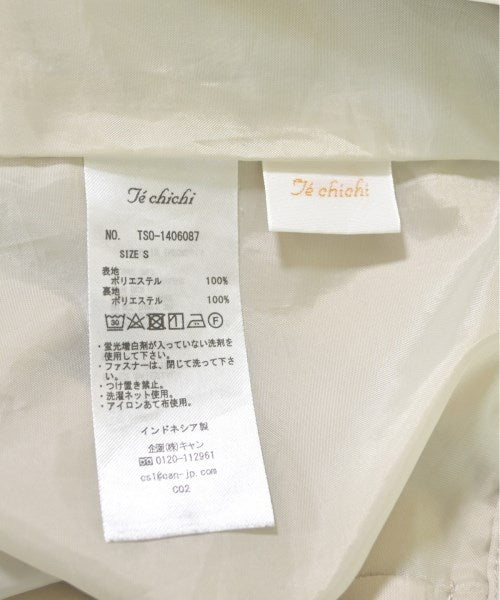 Té chichi
Té chichi
NO. TSO-1406087
SIZE S
表地
ポリエステル 100%
裏地
ポリエステル 100%
30 F
・蛍光増白剤が入っていない洗剤を
使用して下さい。
・ファスナーは、閉じて洗って下さ
い。
・つけ置き禁止。
・洗濯ネット使用。
・アイロンあて布使用。
インドネシア製
企画(株)キャン
0120-112961
cs1@can-jp.com
C02